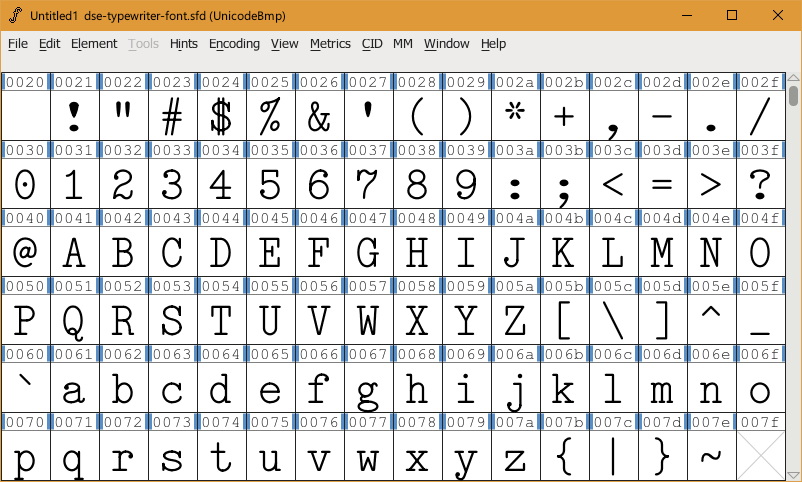 Untitled1 dse-typewriter-font.sfd (UnicodeBmp)
File Edit Element Tools Hints Encoding View Metrics CID MM Window Help
0020 0021 0022 0023 0024 0025 0026 0027 0028 0029 002a 002b 002c 002d 002e 002f
! " # $ % & ' ( ) * + , - . /
0030 0031 0032 0033 0034 0035 0036 0037 0038 0039 003a 003b 003c 003d 003e 003f
0 1 2 3 4 5 6 7 8 9 : ; < = > ?
0040 0041 0042 0043 0044 0045 0046 0047 0048 0049 004a 004b 004c 004d 004e 004f
@ A B C D E F G H I J K L M N O
0050 0051 0052 0053 0054 0055 0056 0057 0058 0059 005a 005b 005c 005d 005e 005f
P Q R S T U V W X Y Z [ \ ] ^ _
0060 0061 0062 0063 0064 0065 0066 0067 0068 0069 006a 006b 006c 006d 006e 006f
` a b c d e f g h i j k l m n o
0070 0071 0072 0073 0074 0075 0076 0077 0078 0079 007a 007b 007c 007d 007e 007f
p q r s t u v w x y z { | } ~